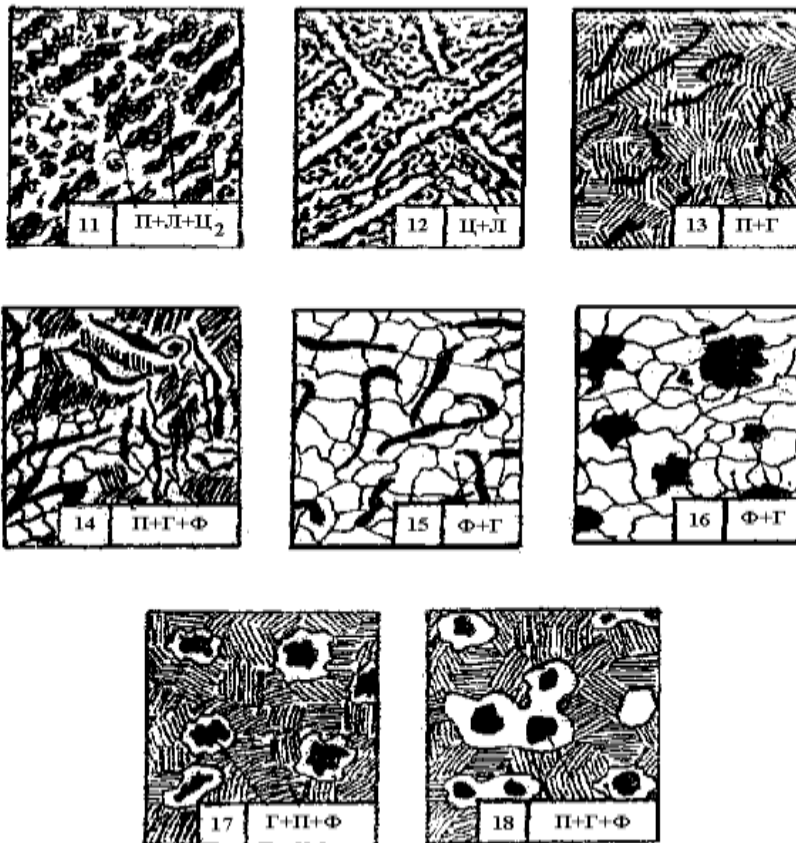 11 П+Л+Ц2
12 Ц+Л
13 П+Г
14 П+Г+Ф
15 Ф+Г
16 Ф+Г
17 Г+П+Ф
18 П+Г+Ф